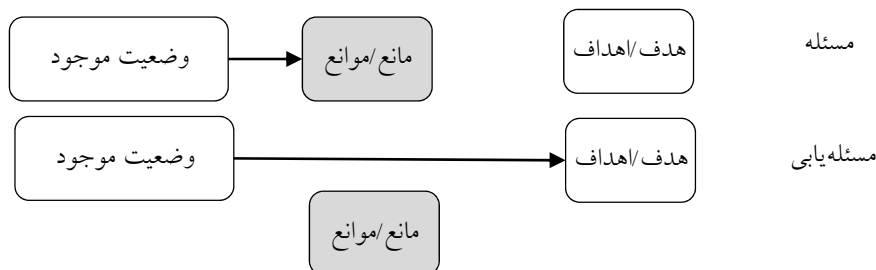 مسئله
هدف/اهداف
مانع/موانع
وضعیت موجود
مسئله‌یابی
هدف/اهداف
وضعیت موجود
مانع/موانع